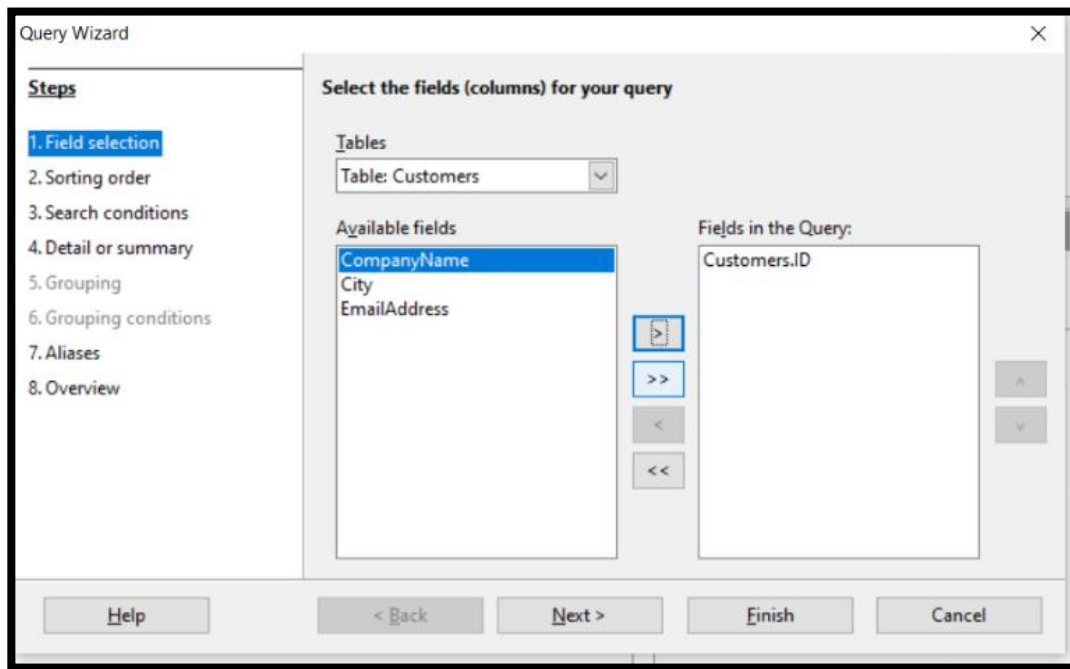 Query Wizard
Steps
1. Field selection
2. Sorting order
3. Search conditions
4. Detail or summary
5. Grouping
6. Grouping conditions
7. Aliases
8. Overview
Select the fields (columns) for your query
Tables
Table: Customers
Available fields
CompanyName
City
EmailAddress
>
>>
<
<<
Fields in the Query:
Customers.ID
Help
< Back
Next >
Finish
Cancel